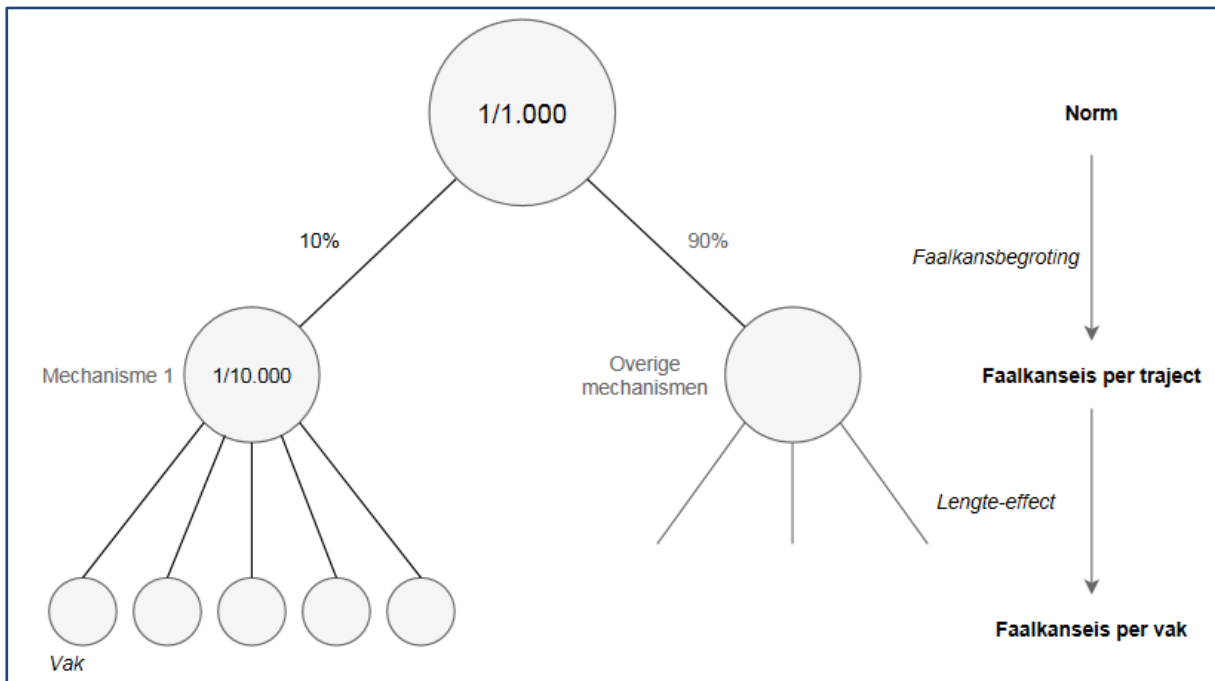 1/1.000
Norm
10%
90%
Faalkansbegroting
Mechanisme 1
1/10.000
Overige
mechanismen
Faalkanseis per traject
Lengte-effect
Faalkanseis per vak
Vak